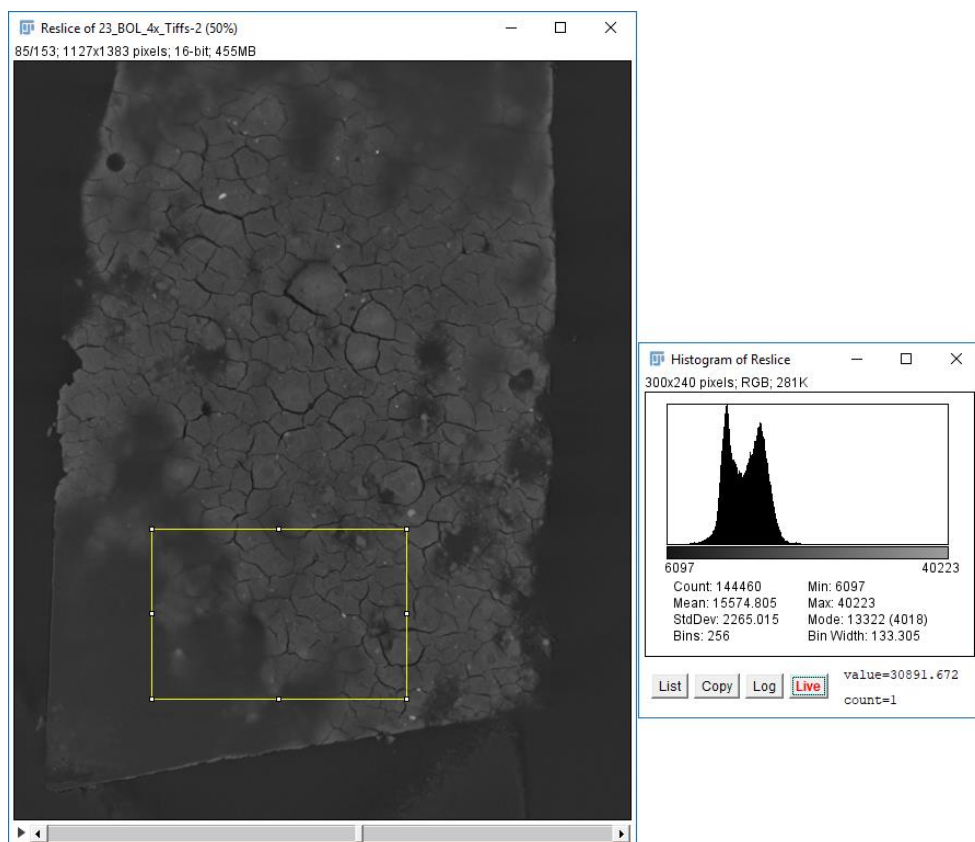 Reslice of 23_BOL_4x_Tiffs-2 (50%)
85/153; 1127x1383 pixels; 16-bit; 455MB
Histogram of Reslice
300x240 pixels; RGB; 281K
6097 40223
Count: 144460 Min: 6097
Mean: 15574.805 Max: 40223
StdDev: 2265.015 Mode: 13322 (4018)
Bins: 256 Bin Width: 133.305
List Copy Log Live value=30891.672
count=1